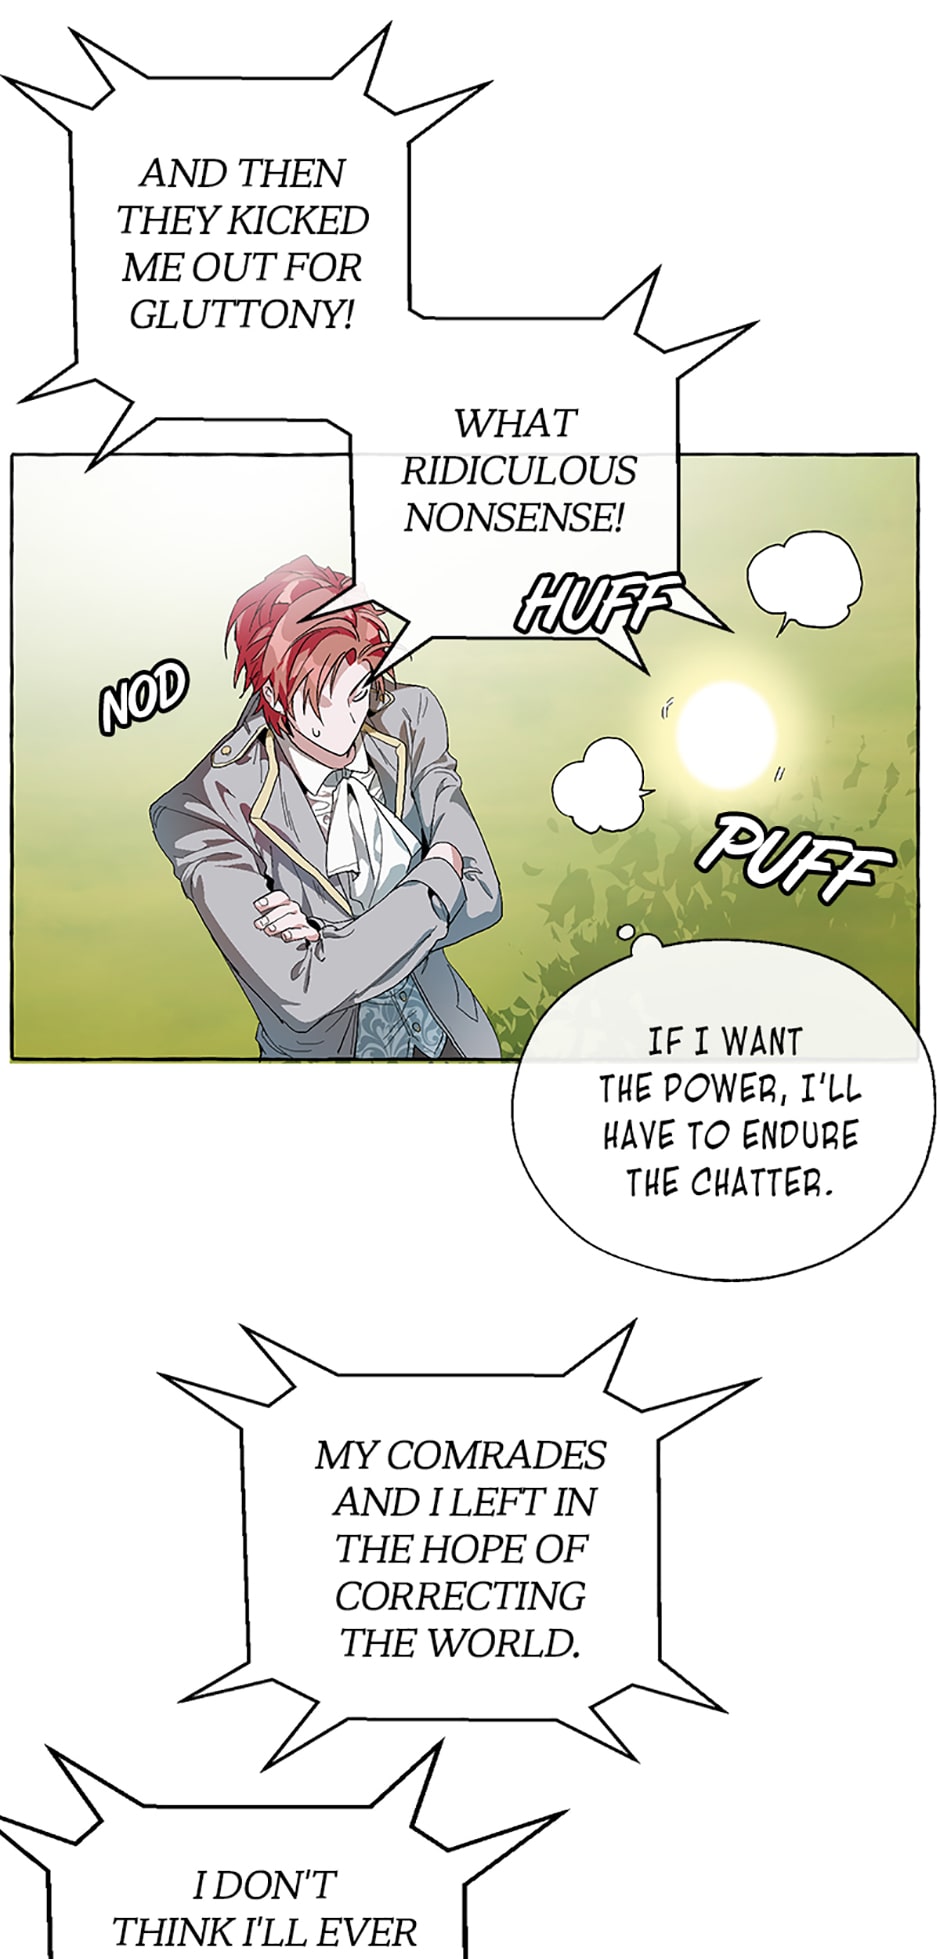 AND THEN
THEY KICKED
ME OUT FOR
GLUTTONY!
WHAT
RIDICULOUS
NONSENSE!
HUFF
NOD
PUFF
IF I WANT
THE POWER, I'LL
HAVE TO ENDURE
THE CHATTER.
MY COMRADES
AND I LEFT IN
THE HOPE OF
CORRECTING
THE WORLD.
I DON'T
THINK I'LL EVER